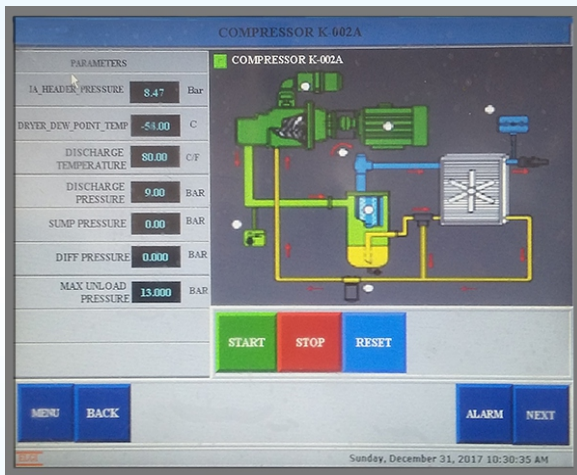 COMPRESSOR K-002A
PARAMETERS
COMPRESSOR K-002A
IA_HEADER_PRESSURE 8.47 Bar
DRYER_DEW_POINT_TEMP -58.00 C
DISCHARGE
TEMPERATURE 80.00 C/F
DISCHARGE
PRESSURE 9.00 BAR
SUMP PRESSURE 0.00 BAR
DIFF PRESSURE 0.000 BAR
MAX UNLOAD
PRESSURE 13.000 BAR
START STOP RESET
MENU BACK ALARM NEXT
Sunday, December 31, 2017 10:30:35 AM